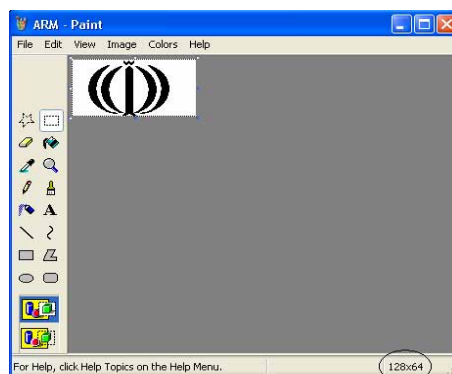 ARM - Paint
File Edit View Image Colors Help
A
For Help, click Help Topics on the Help Menu.
128x64